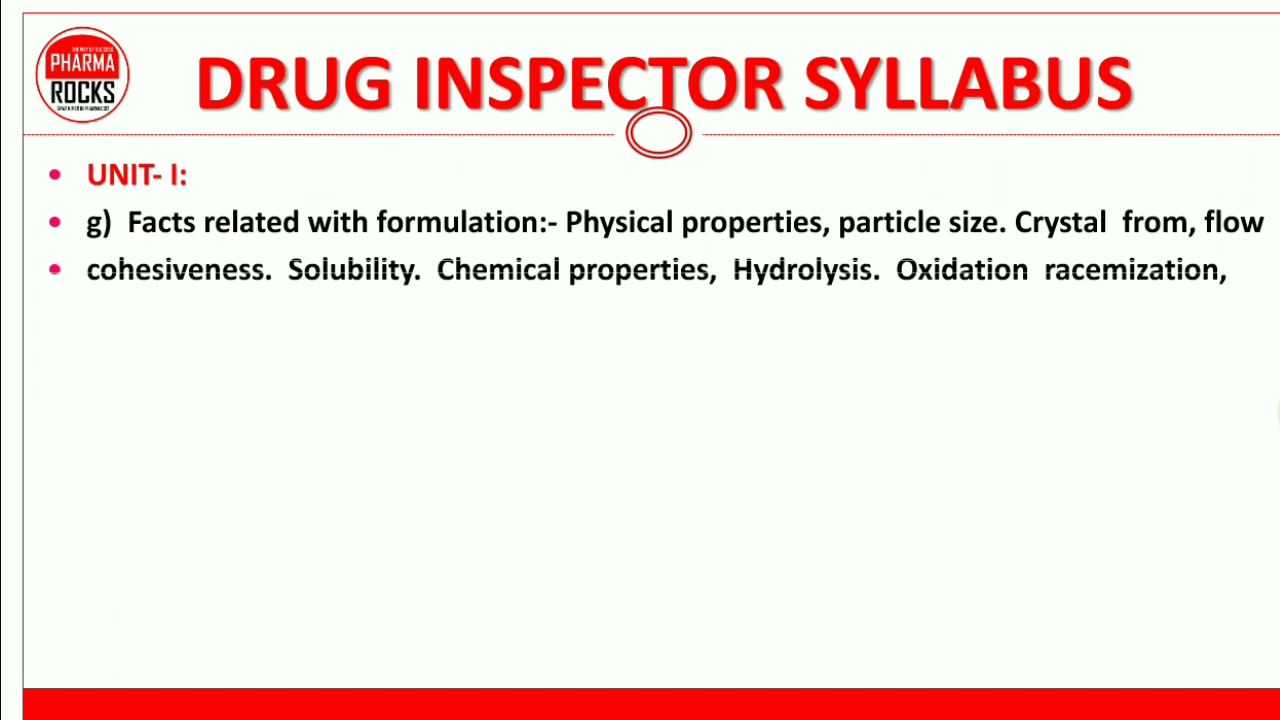 PHARMA
ROCKS
DRUG INSPECTOR SYLLABUS
• UNIT- I:
• g) Facts related with formulation:- Physical properties, particle size. Crystal from, flow
• cohesiveness. Solubility. Chemical properties, Hydrolysis. Oxidation racemization,